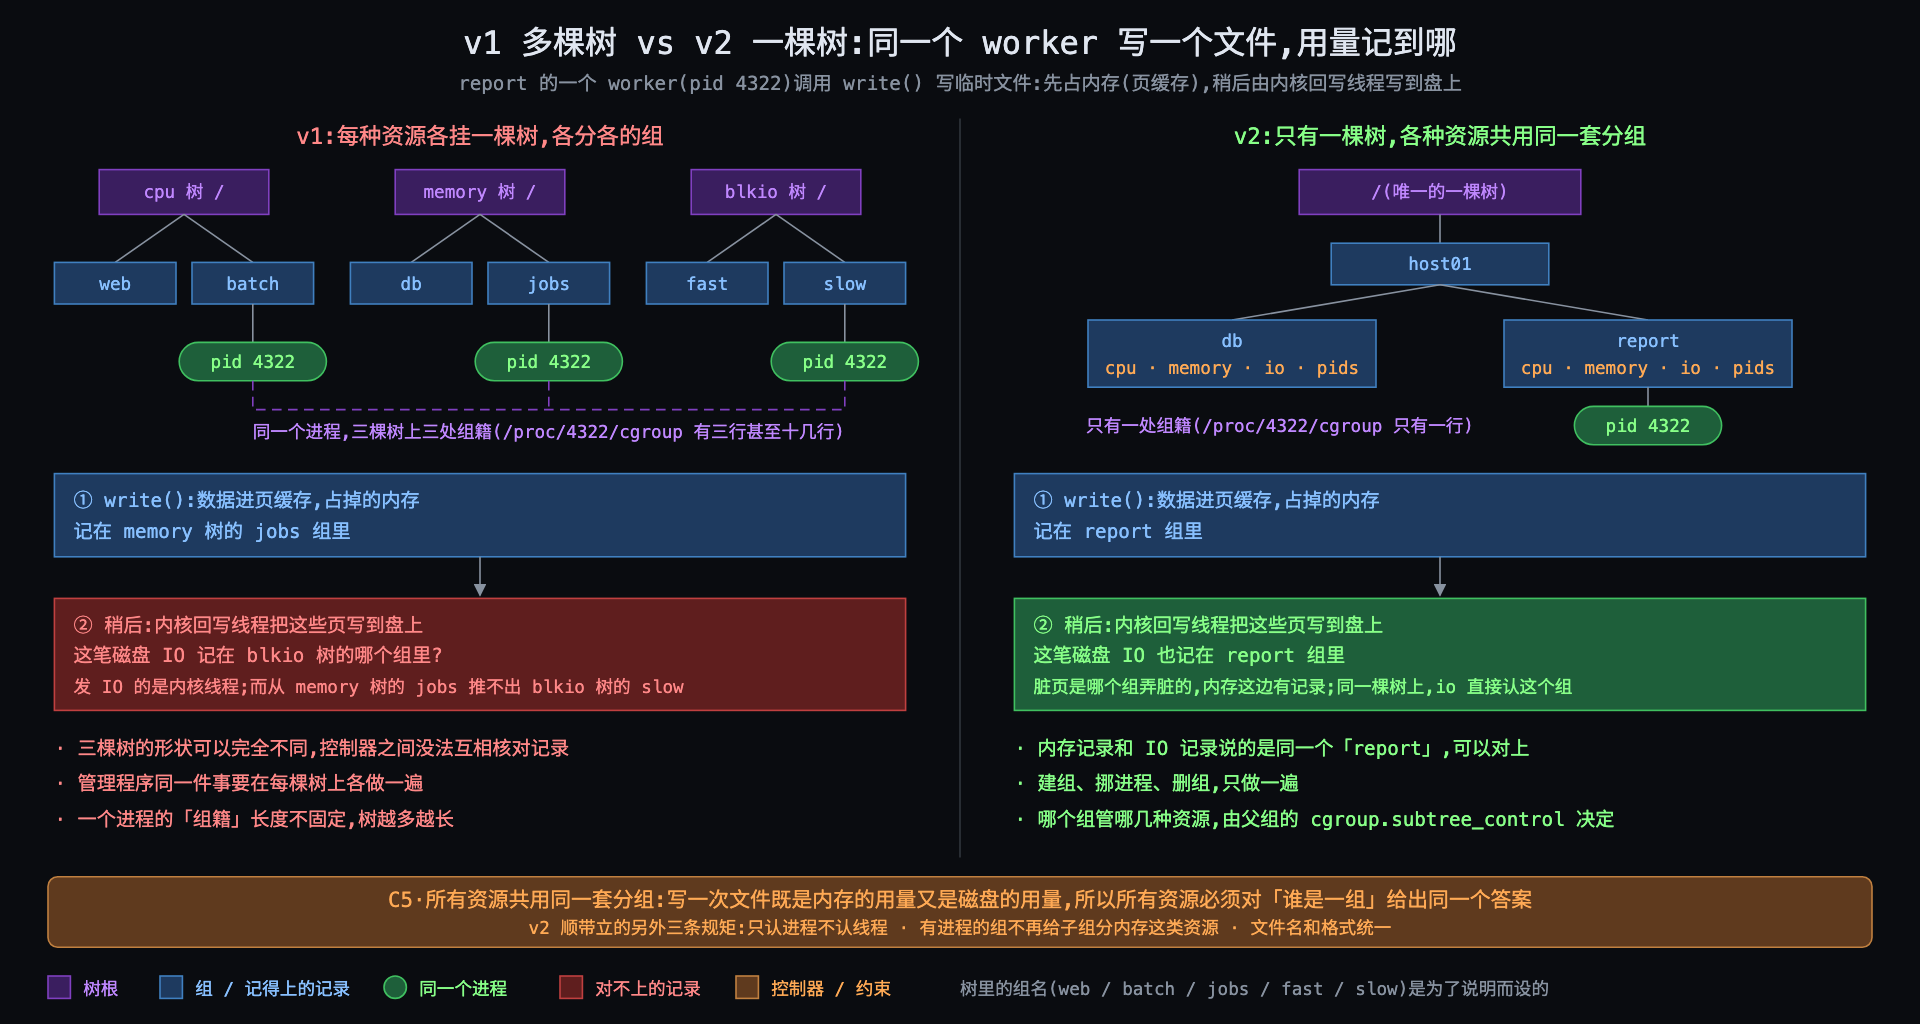 v1 多棵树 vs v2 一棵树:同一个 worker 写一个文件,用量记到哪
report 的一个 worker(pid 4322)调用 write() 写临时文件:先占内存(页缓存),稍后由内核回写线程写到盘上
v1:每种资源各挂一棵树,各分各的组
cpu 树 /
memory 树 /
blkio 树 /
web
batch
db
jobs
fast
slow
pid 4322
pid 4322
pid 4322
同一个进程,三棵树上三处组籍(/proc/4322/cgroup 有三行甚至十几行)
① write():数据进页缓存,占掉的内存
记在 memory 树的 jobs 组里
② 稍后:内核回写线程把这些页写到盘上
这笔磁盘 IO 记在 blkio 树的哪个组里?
发 IO 的是内核线程;而从 memory 树的 jobs 推不出 blkio 树的 slow
· 三棵树的形状可以完全不同,控制器之间没法互相核对记录
· 管理程序同一件事要在每棵树上各做一遍
· 一个进程的「组籍」长度不固定,树越多越长
v2:只有一棵树,各种资源共用同一套分组
/(唯一的一棵树)
host01
db
cpu · memory · io · pids
report
cpu · memory · io · pids
只有一处组籍(/proc/4322/cgroup 只有一行)
pid 4322
① write():数据进页缓存,占掉的内存
记在 report 组里
② 稍后:内核回写线程把这些页写到盘上
这笔磁盘 IO 也记在 report 组里
脏页是哪个组弄脏的,内存这边有记录;同一棵树上,io 直接认这个组
· 内存记录和 IO 记录说的是同一个「report」,可以对上
· 建组、挪进程、删组,只做一遍
· 哪个组管哪几种资源,由父组的 cgroup.subtree_control 决定
C5·所有资源共用同一套分组:写一次文件既是内存的用量又是磁盘的用量,所以所有资源必须对「谁是一组」给出同一个答案
v2 顺带立的另外三条规矩:只认进程不认线程 · 有进程的组不再给子组分内存这类资源 · 文件名和格式统一
树根
组 / 记得上的记录
同一个进程
对不上的记录
控制器 / 约束
树里的组名(web / batch / jobs / fast / slow)是为了说明而设的